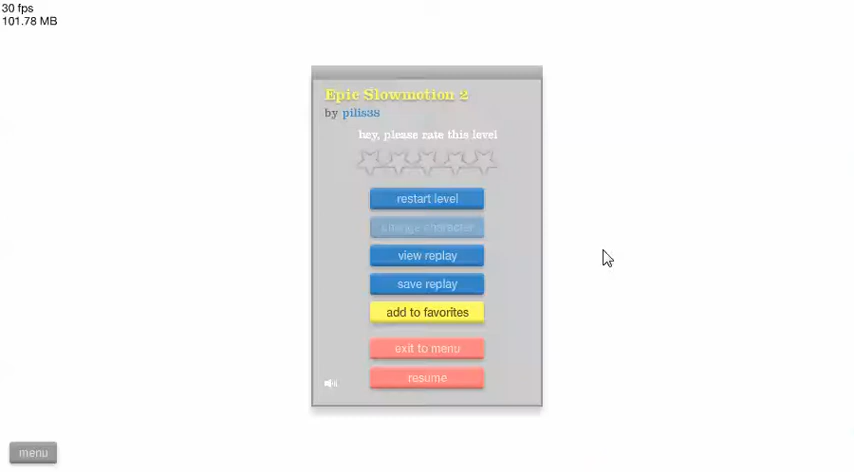 30 fps
101.78 MB
Epic Slowmotion 2
by pilis38
hey, please rate this level
restart level
change character
view replay
save replay
add to favorites
exit to menu
resume
menu